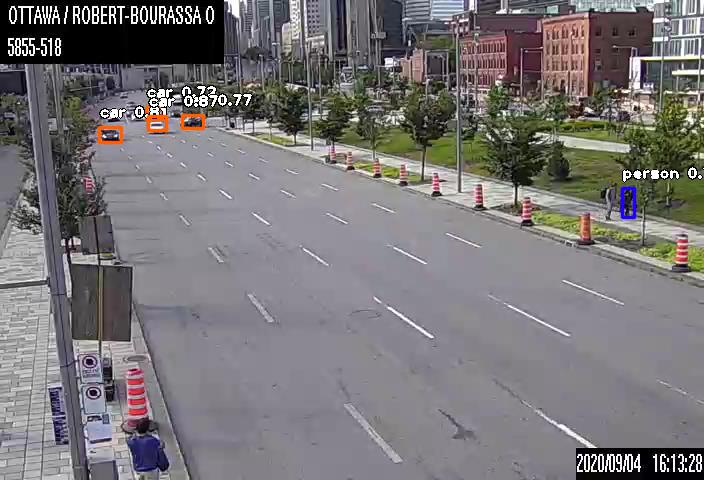 OTTAWA / ROBERT-BOURASSA O
5855-518
car 0.72
car 0.81
car 0.870.77
person 0.
2020/09/04 16:13:28